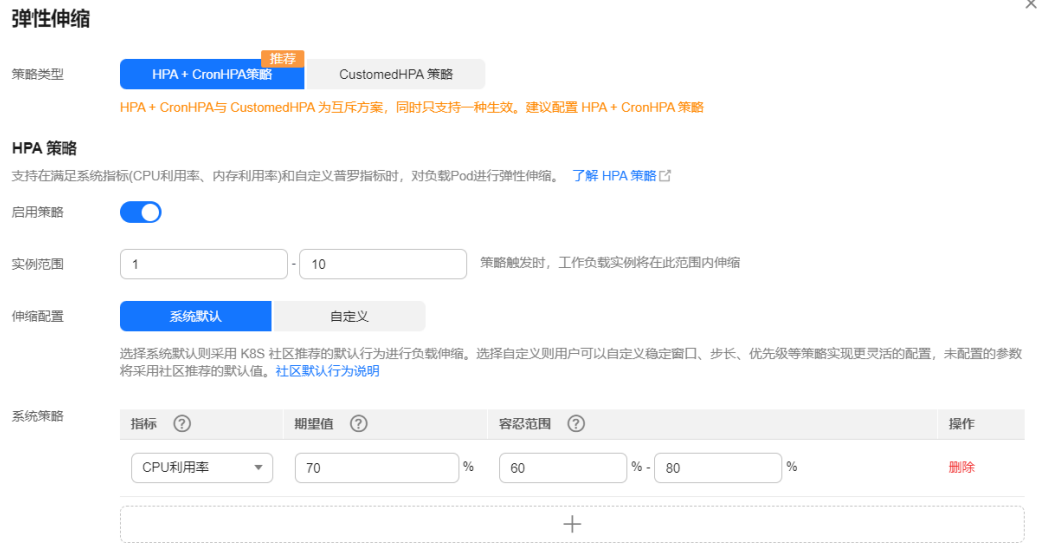 弹性伸缩
推荐
策略类型 HPA + CronHPA策略 CustomedHPA 策略
HPA + CronHPA与 CustomedHPA 为互斥方案，同时只支持一种生效。建议配置 HPA + CronHPA 策略
HPA 策略
支持在满足系统指标(CPU利用率、内存利用率)和自定义普罗指标时，对负载Pod进行弹性伸缩。 了解 HPA 策略
启用策略
实例范围 1 - 10 策略触发时，工作负载实例将在此范围内伸缩
伸缩配置 系统默认 自定义
选择系统默认则采用 K8S 社区推荐的默认行为进行负载伸缩。选择自定义则用户可以自定义稳定窗口、步长、优先级等策略实现更灵活的配置，未配置的参数
将采用社区推荐的默认值。社区默认行为说明
系统策略 指标 ? 期望值 ? 容忍范围 ? 操作
CPU利用率 70 % 60 % - 80 % 删除